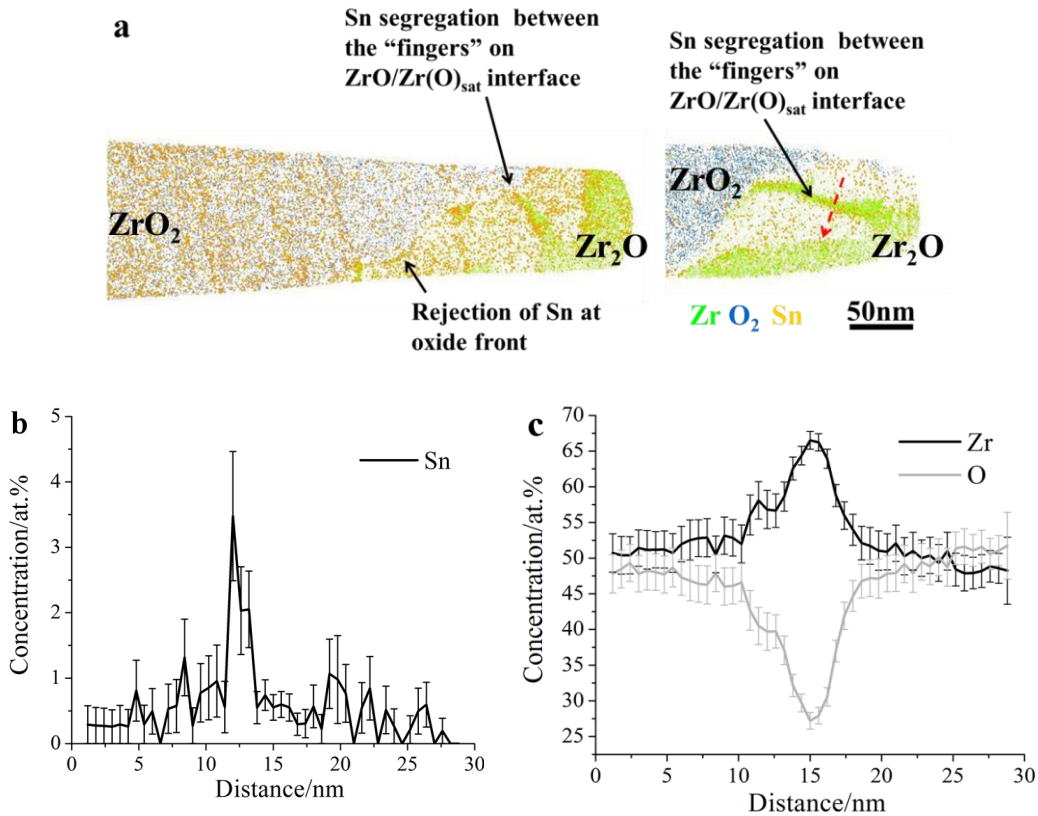 a
Sn segregation between
the “fingers” on
ZrO/Zr(O)sat interface
Sn segregation between
the “fingers” on
ZrO/Zr(O)sat interface
ZrO2
Zr2O
Rejection of Sn at
oxide front
ZrO2
Zr2O
Zr O2 Sn
50nm
b
5
4
3
2
1
0
Sn
Concentration/at.%
0 5 10 15 20 25 30
Distance/nm
c
70
65
60
55
50
45
40
35
30
25
Zr
O
Concentration/at.%
0 5 10 15 20 25 30
Distance/nm